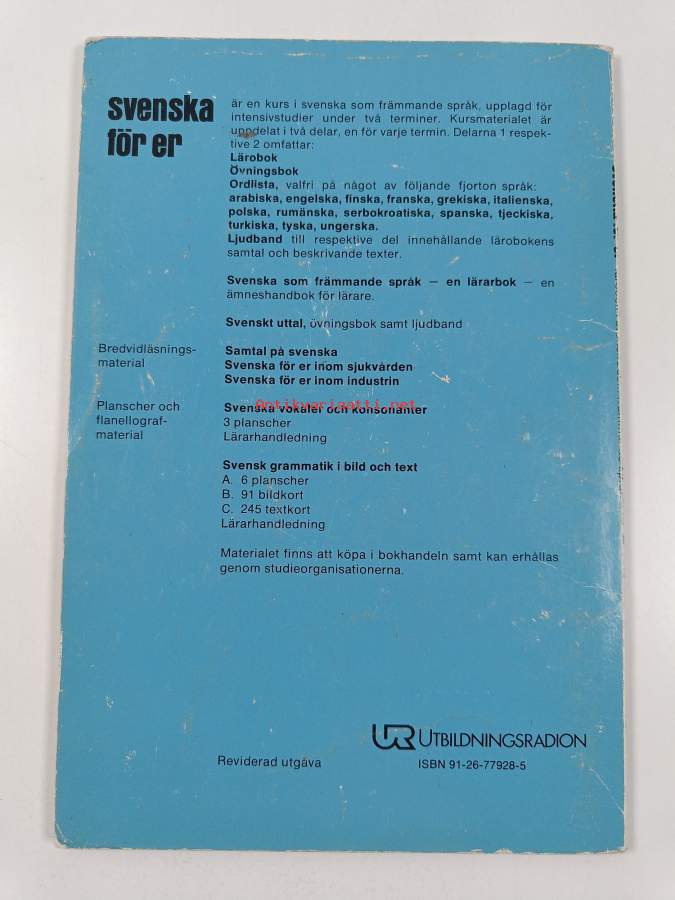 svenska
för er
är en kurs i svenska som främmande språk, upplagd för
intensivstudier under två terminer. Kursmaterialet är
uppdelat i två delar, en för varje termin. Delarna 1 respek-
tive 2 omfattar:
Lärobok
Övningsbok
Ordlista, valfri på något av följande fjorton språk:
arabiska, engelska, finska, franska, grekiska, italienska,
polska, rumänska, serbokroatiska, spanska, tjeckiska,
turkiska, tyska, ungerska.
Ljudband till respektive del innehållande lärobokens
samtal och beskrivande texter.
Svenska som främmande språk – en lärarbok – en
ämneshandbok för lärare.
Svenskt uttal, övningsbok samt ljudband
Bredvidläsnings-
material
Samtal på svenska
Svenska för er inom sjukvården
Svenska för er inom industrin
Planscher och
flanellograf-
material
Antikvariaatti.net
Svenska vokaler och konsonanter
3 planscher
Lärarhandledning
Svensk grammatik i bild och text
A. 6 planscher
B. 91 bildkort
C. 245 textkort
Lärarhandledning
Materialet finns att köpa i bokhandeln samt kan erhållas
genom studieorganisationerna.
UR UTBILDNINGSRADION
Reviderad utgåva
ISBN 91-26-77928-5